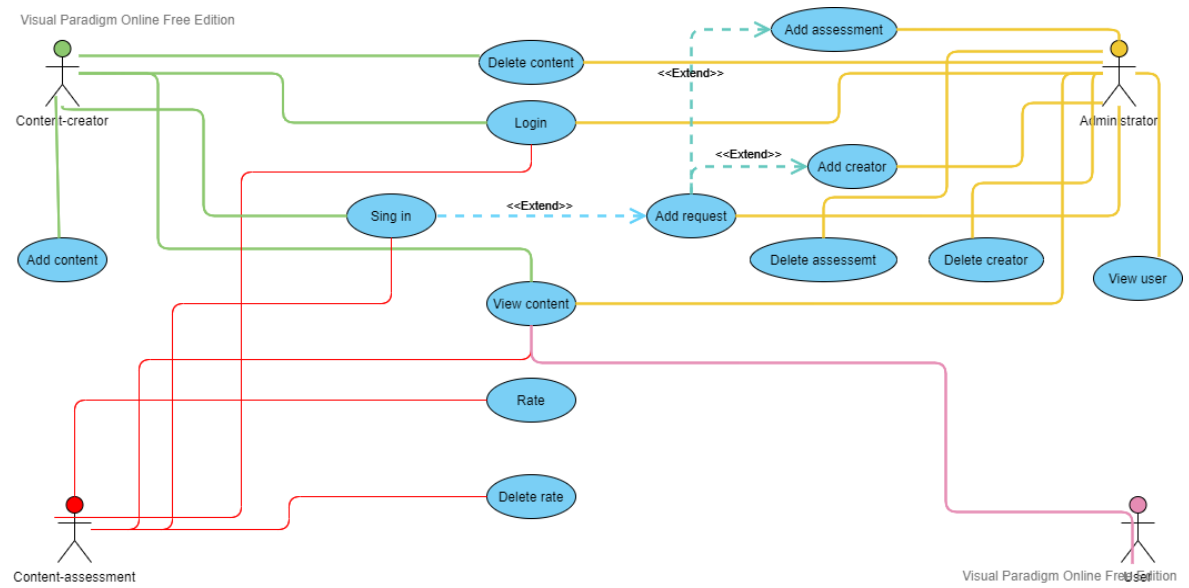 Visual Paradigm Online Free Edition
Add assessment
Delete content
<<Extend>>
Content-creator
Login
Administrator
<<Extend>>
Add creator
Sing in
<<Extend>>
Add request
Add content
Delete assessemt
Delete creator
View user
View content
Rate
Delete rate
Content-assessment
User
Visual Paradigm Online Free Edition